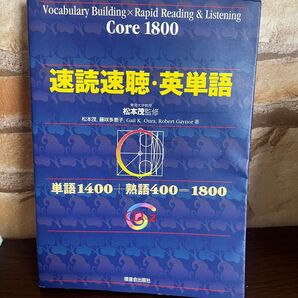 Vocabulary Building×Rapid Reading & Listening
Core 1800
速読速聴・英単語
東海大学教授
松本茂監修
松本茂, 藤咲多恵子, Gail K. Oura, Robert Gaynor 著
単語1400+熟語400=1800
増進会出版社